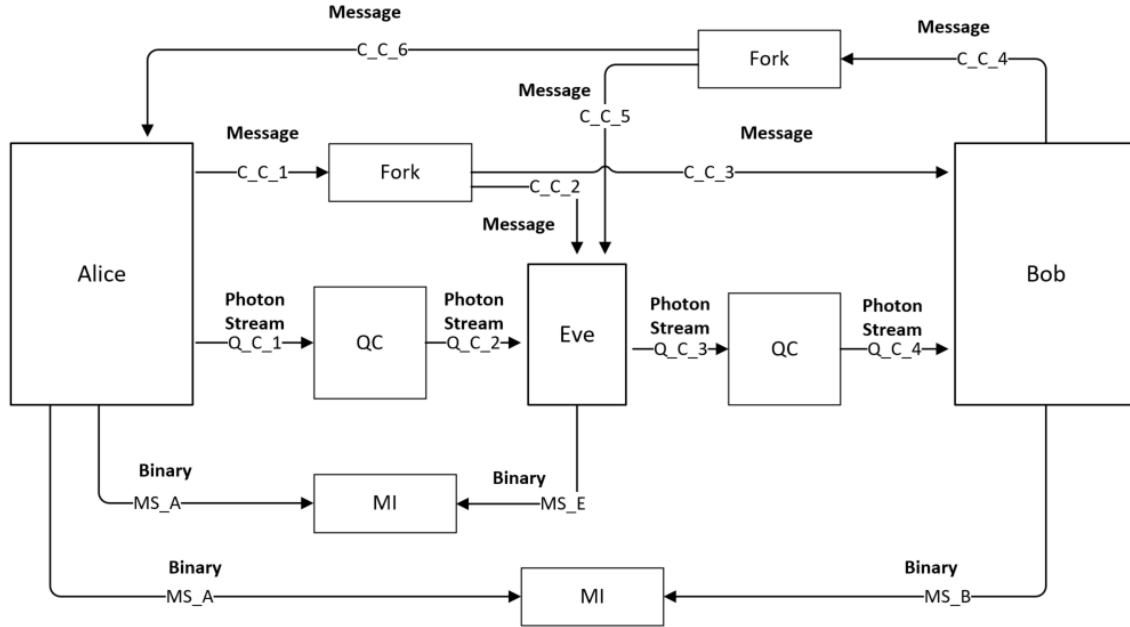 Message
C_C_6
Fork
Message
C_C_4
Message
C_C_5
Message
C_C_1
Fork
Message
C_C_3
C_C_2
Message
Alice
Bob
Photon
Stream
Q_C_1
QC
Photon
Stream
Q_C_2
Eve
Photon
Stream
Q_C_3
QC
Photon
Stream
Q_C_4
Binary
MS_A
MI
Binary
MS_E
Binary
MS_A
MI
Binary
MS_B